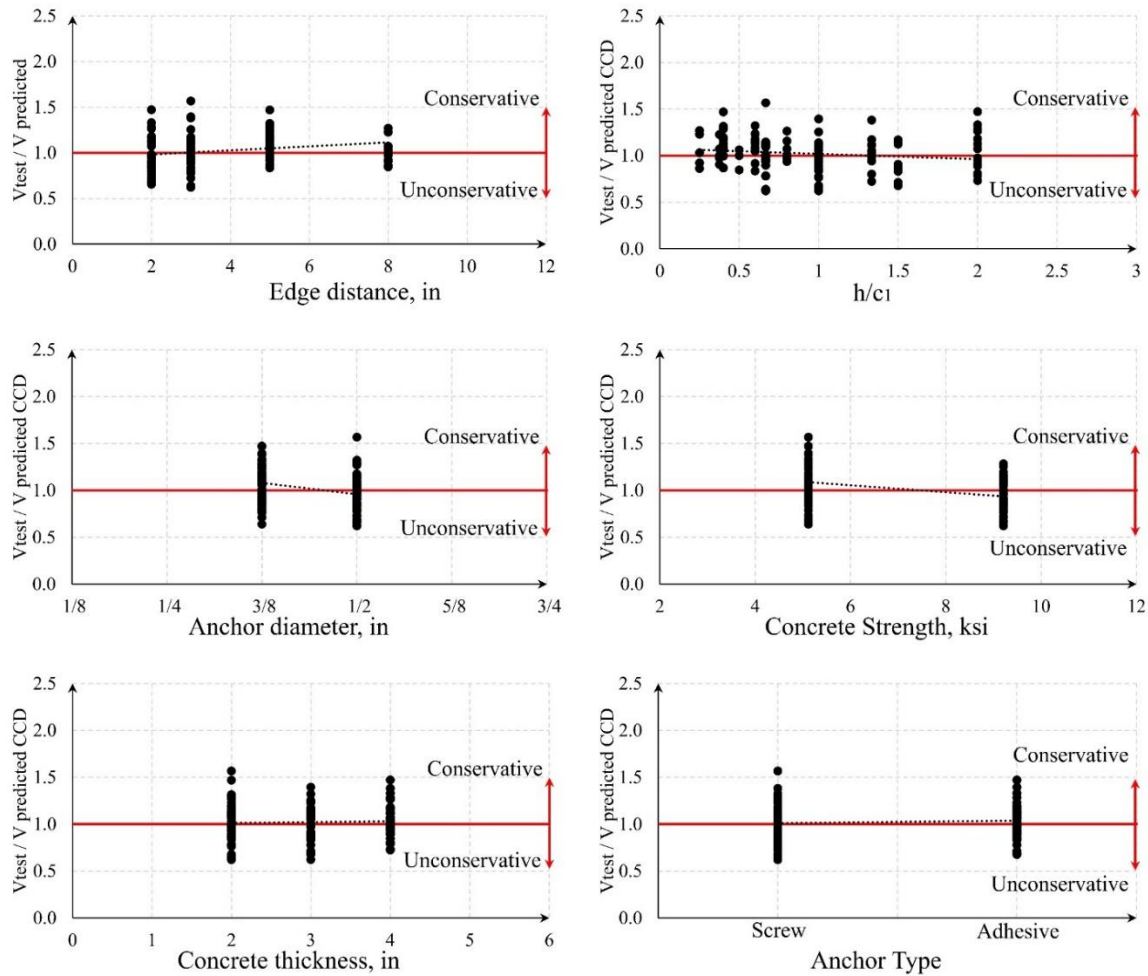 Vtest / V predicted
2.5
2.0
1.5
1.0
0.5
0.0
Conservative
Unconservative
0 2 4 6 8 10 12
Edge distance, in
Vtest / V predicted CCD
2.5
2.0
1.5
1.0
0.5
0.0
Conservative
Unconservative
0 0.5 1 1.5 2 2.5 3
h/c1
Vtest / V predicted CCD
2.5
2.0
1.5
1.0
0.5
0.0
Conservative
Unconservative
1/8 1/4 3/8 1/2 5/8 3/4
Anchor diameter, in
Vtest / V predicted CCD
2.5
2.0
1.5
1.0
0.5
0.0
Conservative
Unconservative
2 4 6 8 10 12
Concrete Strength, ksi
Vtest / V predicted CCD
2.5
2.0
1.5
1.0
0.5
0.0
Conservative
Unconservative
0 1 2 3 4 5 6
Concrete thickness, in
Vtest / V predicted CCD
2.5
2.0
1.5
1.0
0.5
0.0
Conservative
Unconservative
Screw Adhesive
Anchor Type